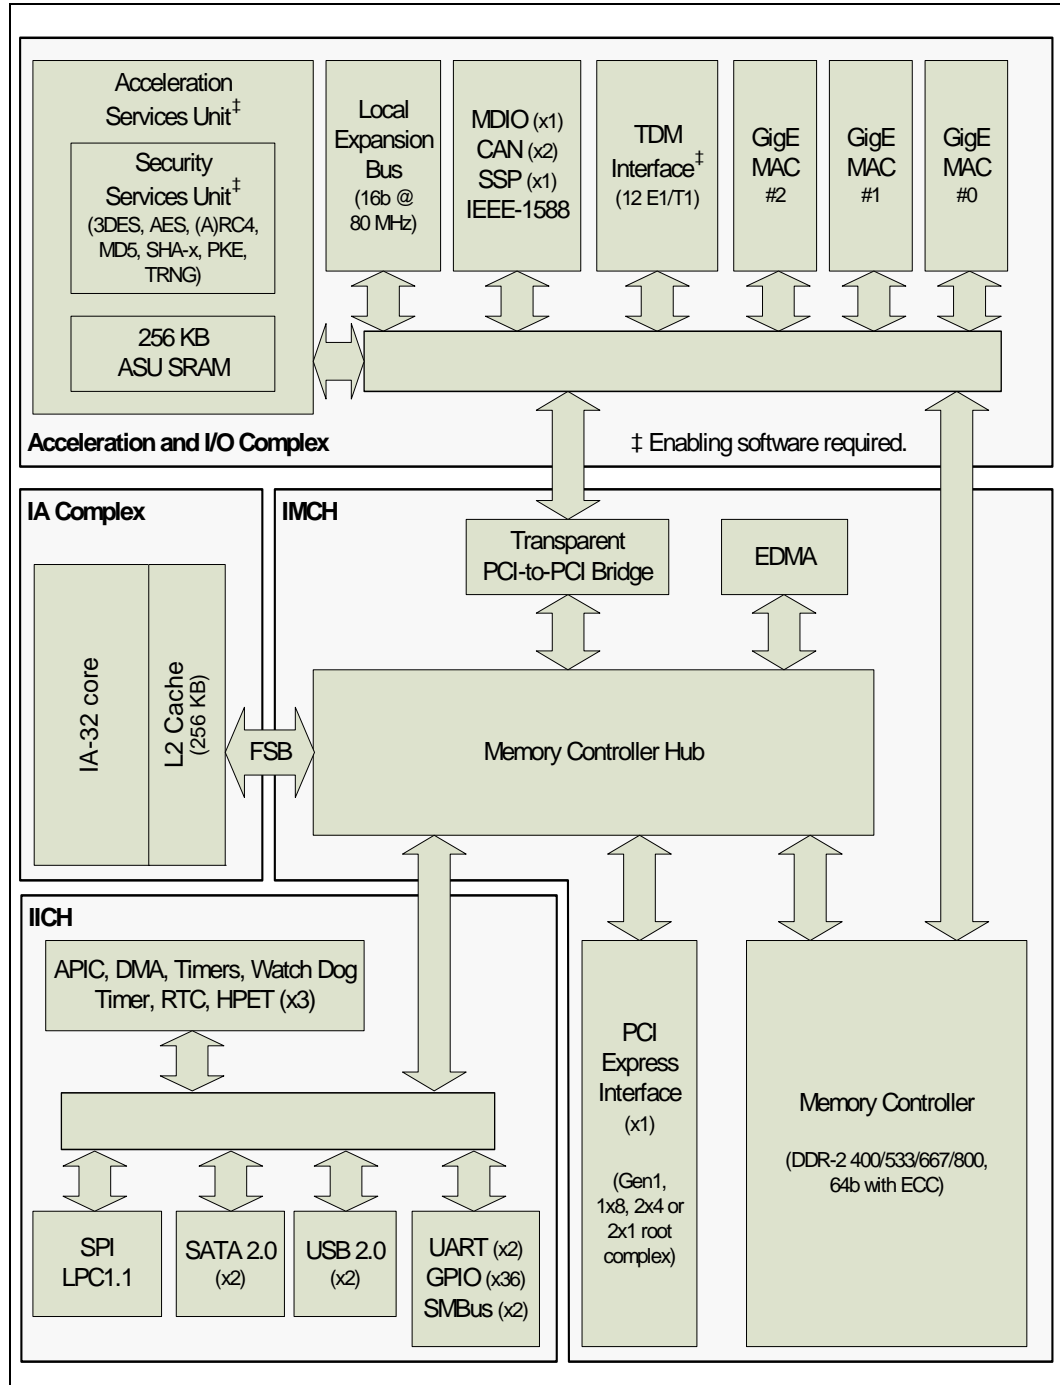 Acceleration
Services Unit‡
Security
Services Unit‡
(3DES, AES, (A)RC4,
MD5, SHA-x, PKE,
TRNG)
256 KB
ASU SRAM
Local
Expansion
Bus
(16b @
80 MHz)
MDIO (x1)
CAN (x2)
SSP (x1)
IEEE-1588
TDM
Interface‡
(12 E1/T1)
GigE
MAC
#2
GigE
MAC
#1
GigE
MAC
#0
Acceleration and I/O Complex
‡ Enabling software required.
IA Complex
IA-32 core
L2 Cache
(256 KB)
FSB
IMCH
Transparent
PCI-to-PCI Bridge
EDMA
Memory Controller Hub
IICH
APIC, DMA, Timers, Watch Dog
Timer, RTC, HPET (x3)
SPI
LPC1.1
SATA 2.0
(x2)
USB 2.0
(x2)
UART (x2)
GPIO (x36)
SMBus (x2)
PCI
Express
Interface
(x1)
(Gen1,
1x8, 2x4 or
2x1 root
complex)
Memory Controller
(DDR-2 400/533/667/800,
64b with ECC)